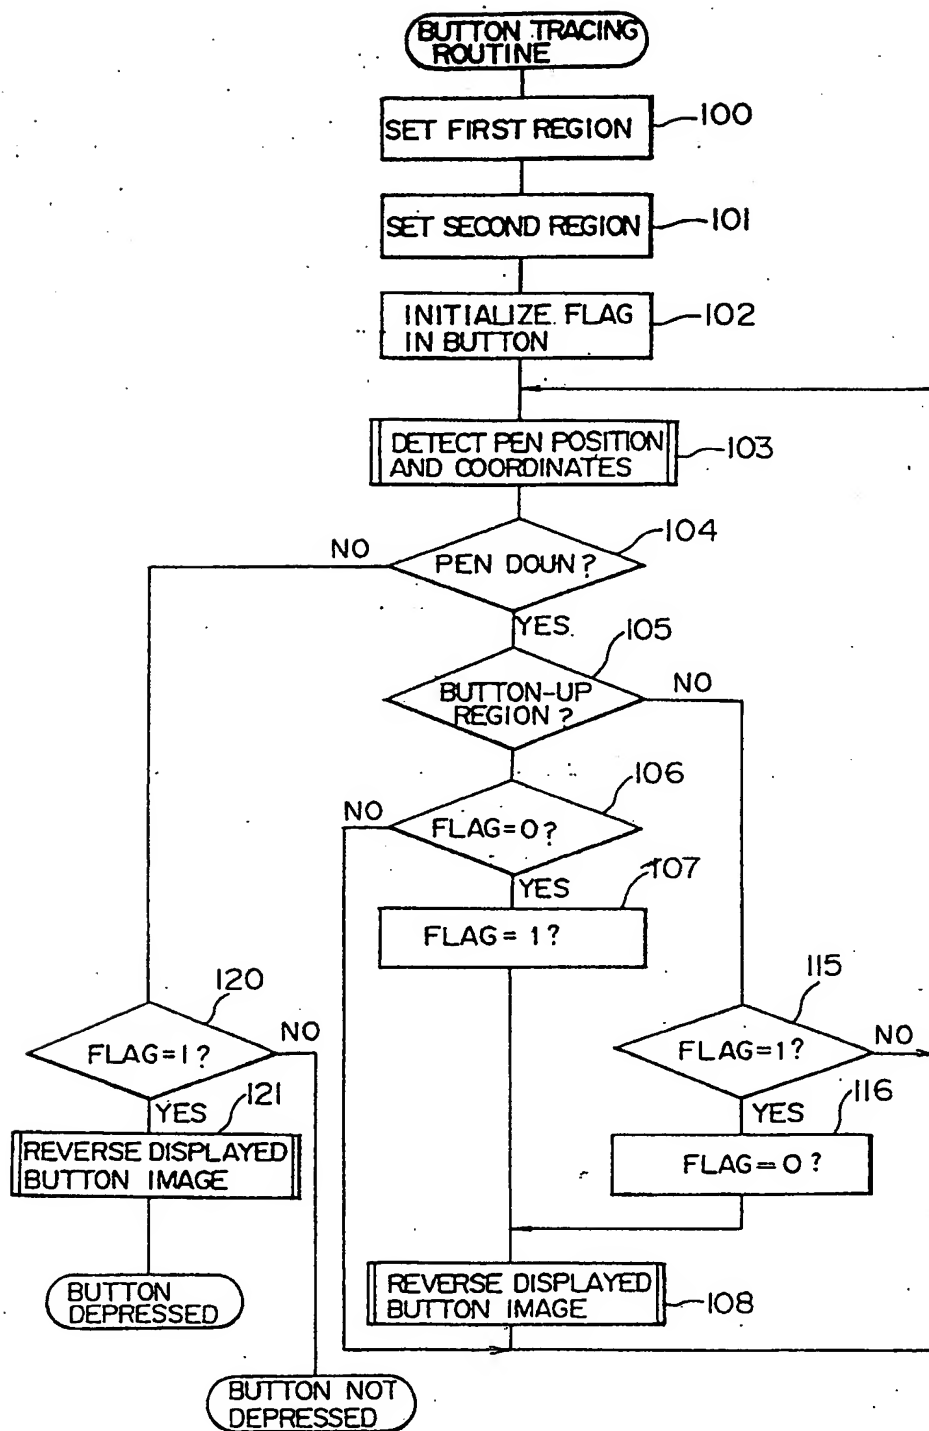 BUTTON TRACING
ROUTINE
SET FIRST REGION
100
SET SECOND REGION
101
INITIALIZE FLAG
IN BUTTON
102
DETECT PEN POSITION
AND COORDINATES
103
104
NO
PEN DOUN?
YES
105
BUTTON-UP
REGION?
NO
106
NO
FLAG=0?
YES
107
FLAG=1?
120
FLAG=1?
NO
YES
121
REVERSE DISPLAYED
BUTTON IMAGE
115
FLAG=1?
NO
YES
116
FLAG=0?
REVERSE DISPLAYED
BUTTON IMAGE
108
BUTTON
DEPRESSED
BUTTON NOT
DEPRESSED